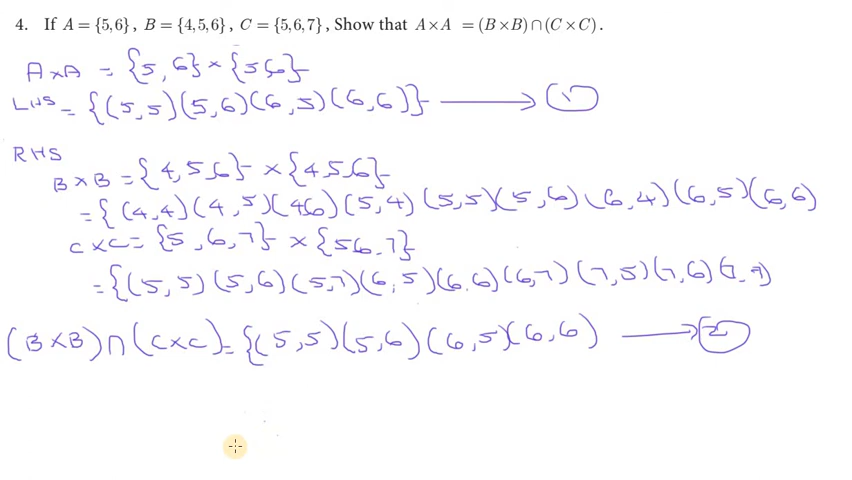 4. If A = {5,6} , B = {4,5,6} , C = {5,6,7} , Show that A×A = (B×B)∩(C×C) .
A×A = {5, 6} × {5 6}
LHS = {(5,5)(5,6)(6,5)(6,6)} → 1
RHS
B×B = {4,5 6} × {4 5 6}
= { (4,4)(4,5)(46)(5,4)(5,5)(5,6)(6,4)(6,5)(6,6)
C×C = {5,6,7} × {56,7}
= {(5,5)(5,6)(5,7)(6,5)(6,6)(6,7)(7,5)(7,6)(7,7)
(B×B)∩(C×C) = {(5,5)(5,6)(6,5)(6,6) → 2